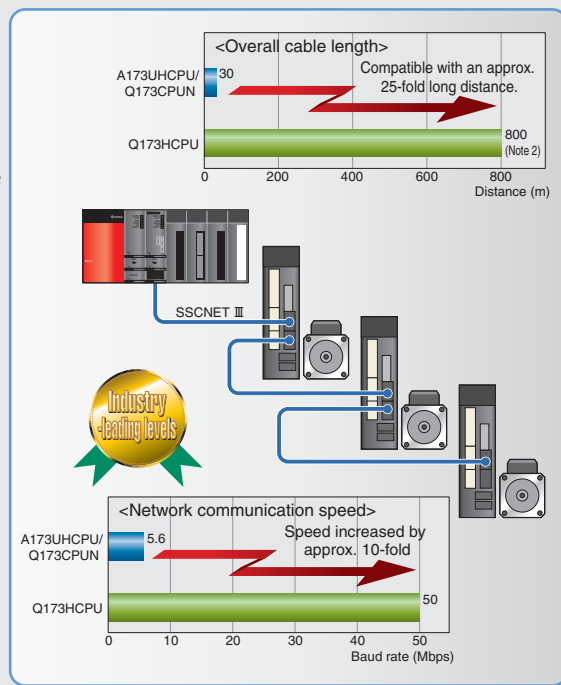 <Overall cable length>
A173UHCPU/
Q173CPUN
30
Compatible with an approx.
25-fold long distance.
Q173HCPU
800
(Note 2)
0 200 400 600 800
Distance (m)
SSCNET Ⅲ
Industry
-leading levels
<Network communication speed>
A173UHCPU/
Q173CPUN
5.6
Speed increased by
approx. 10-fold
Q173HCPU
50
0 10 20 30 40 50
Baud rate (Mbps)